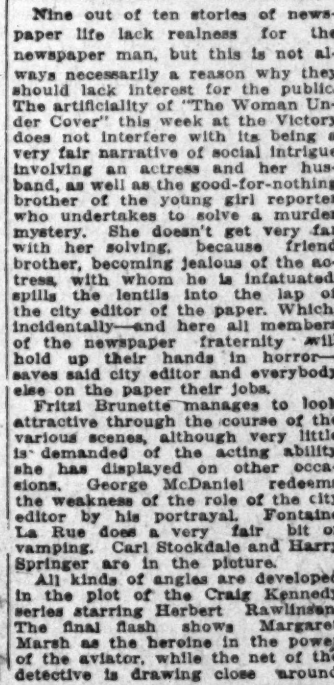 Nine out of ten stories of news-
paper life lack realness for the
newspaper man, but this is not al-
ways necessarily a reason why they
should lack interest for the public.
The artificiality of "The Woman Un-
der Cover" this week at the Victory
does not interfere with its being a
very fair narrative of social intrigue
involving an actress and her hus-
band, as well as the good-for-nothing
brother of the young girl reporter
who undertakes to solve a murder
mystery. She doesn't get very far
with her solving, because friend
brother, becoming jealous of the ac-
tress, with whom he is infatuated,
spills the lentils into the lap of
the city editor of the paper. Which
incidentally—and here all members
of the newspaper fraternity will
hold up their hands in horror—
saves said city editor and everybody
else on the paper their jobs.
Fritzi Brunette manages to look
attractive through the course of the
various scenes, although very little
is demanded of the acting ability
she has displayed on other occa-
sions. George McDaniel redeems
the weakness of the role of the city
editor by his portrayal. Fontaine
La Rue does a very fair bit of
vamping. Carl Stockdale and Harry
Springer are in the picture.
All kinds of angles are developed
in the plot of the Craig Kennedy
series starring Herbert Rawlinson.
The final flash shows Margaret
Marsh as the heroine in the power
of the aviator, while the net of the
detective is drawing close around